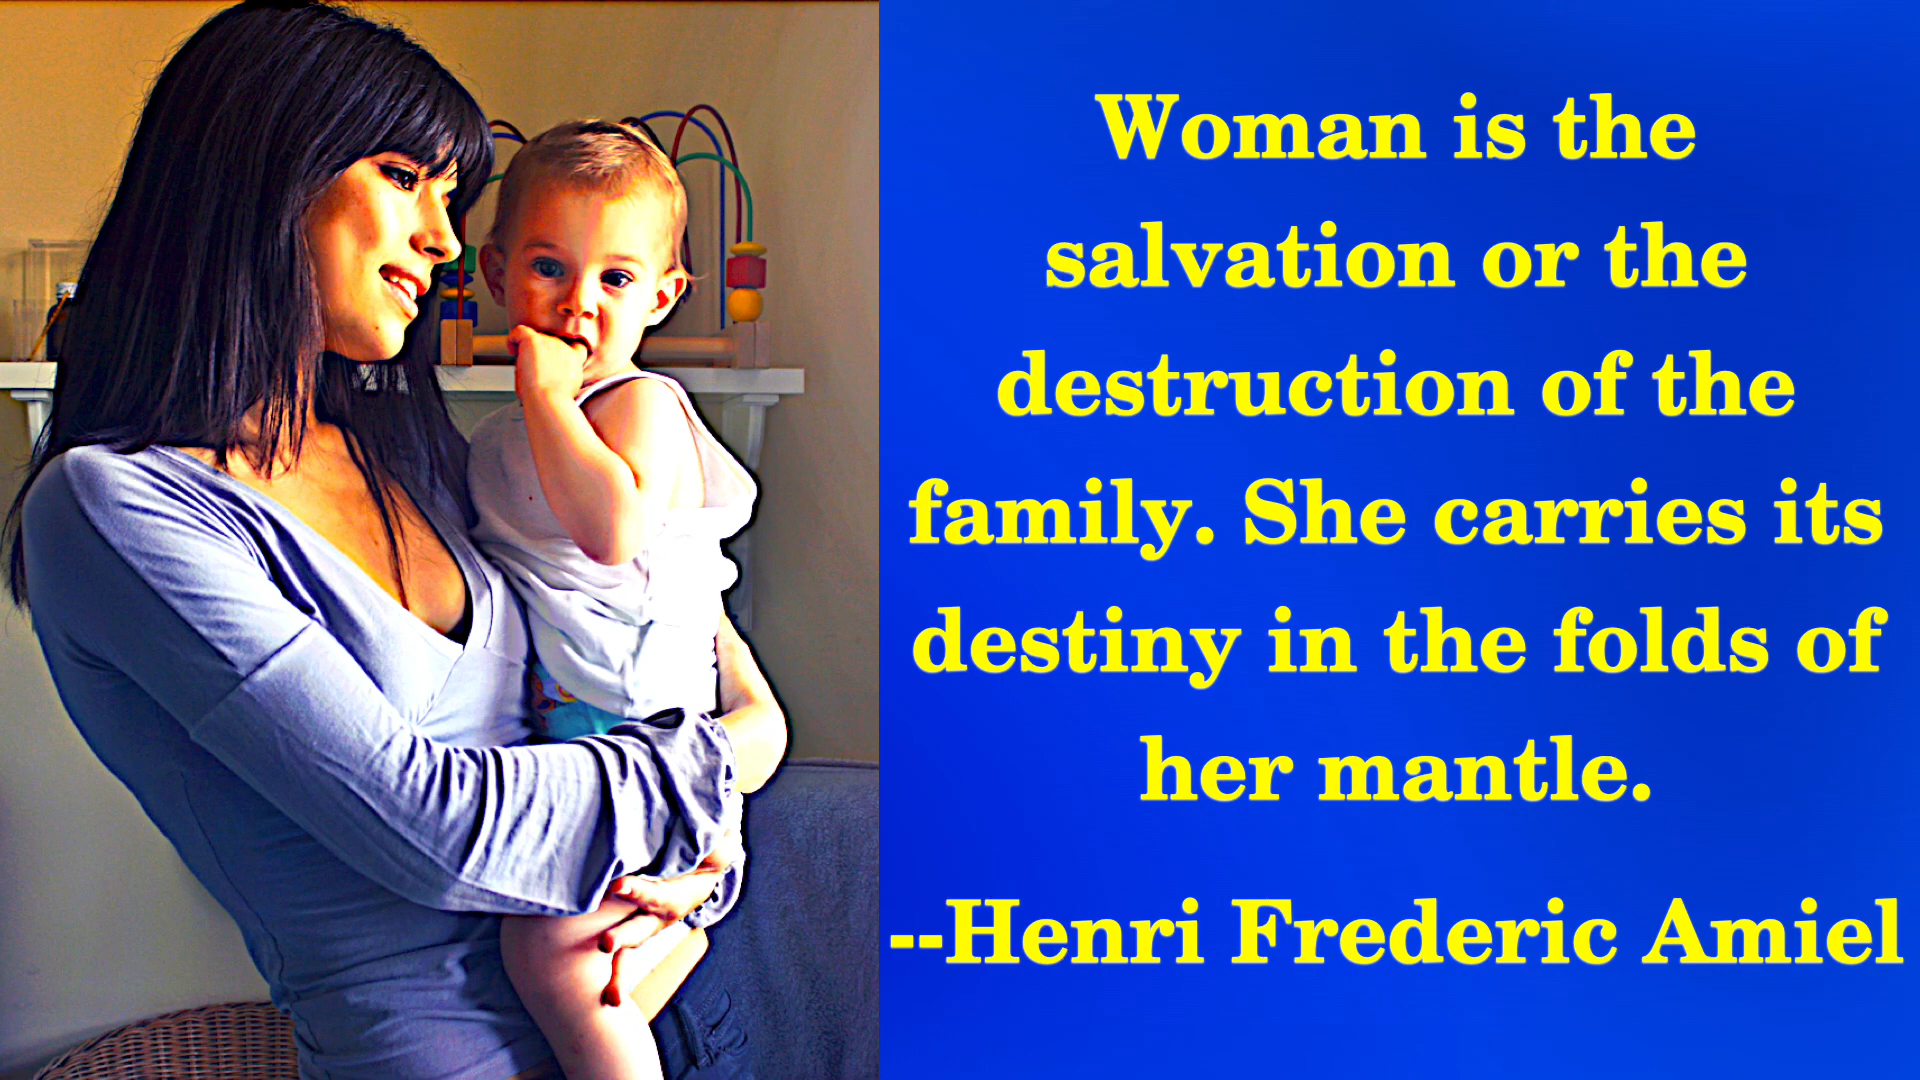 Woman is the
salvation or the
destruction of the
family. She carries its
destiny in the folds of
her mantle.
--Henri Frederic Amiel